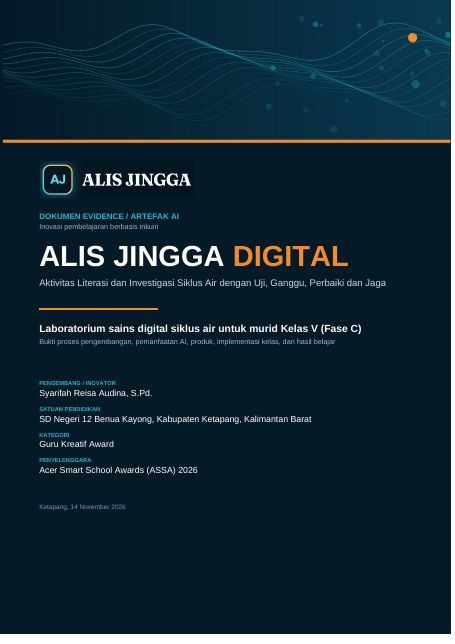 AJ ALIS JINGGA
DOKUMEN EVIDENCE / ARTEFAK AI
Inovasi pembelajaran berbasis inkuiri
ALIS JINGGA DIGITAL
Aktivitas Literasi dan Investigasi Siklus Air dengan Uji, Ganggu, Perbaiki dan Jaga
Laboratorium sains digital siklus air untuk murid Kelas V (Fase C)
Bukti proses pengembangan, pemanfaatan AI, produk, implementasi kelas, dan hasil belajar
PENGEMBANG / INOVATOR
Syarifah Reisa Audina, S.Pd.
SATUAN PENDIDIKAN
SD Negeri 12 Benua Kayong, Kabupaten Ketapang, Kalimantan Barat
KATEGORI
Guru Kreatif Award
PENYELENGGARA
Acer Smart School Awards (ASSA) 2026
Ketapang, 14 November 2026